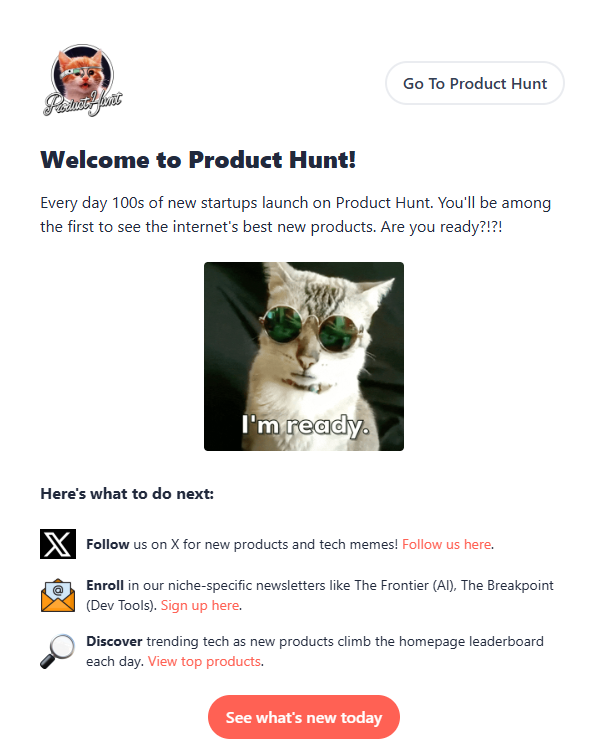 Product Hunt
Go To Product Hunt
Welcome to Product Hunt!
Every day 100s of new startups launch on Product Hunt. You'll be among
the first to see the internet's best new products. Are you ready?!?!
I'm ready.
Here's what to do next:
Follow us on X for new products and tech memes! Follow us here.
Enroll in our niche-specific newsletters like The Frontier (AI), The Breakpoint
(Dev Tools). Sign up here.
Discover trending tech as new products climb the homepage leaderboard
each day. View top products.
See what's new today